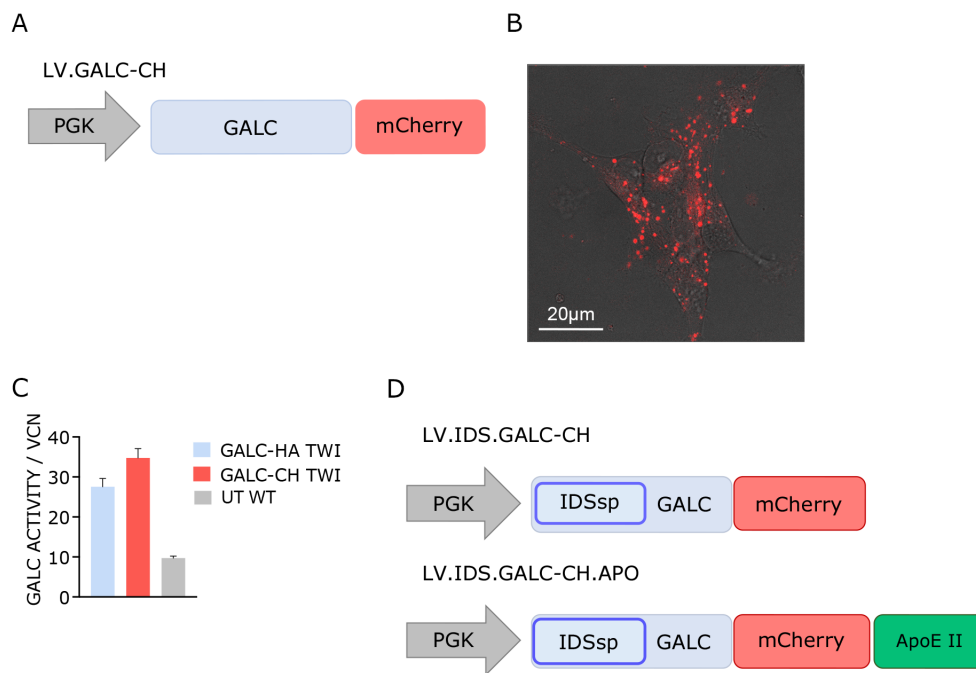 A
LV.GALC-CH
PGK
GALC
mCherry
B
20µm
C
GALC ACTIVITY / VCN
40
30
20
10
0
GALC-HA TWI
GALC-CH TWI
UT WT
D
LV.IDS.GALC-CH
PGK
IDSsp
GALC
mCherry
LV.IDS.GALC-CH.APO
PGK
IDSsp
GALC
mCherry
ApoE II